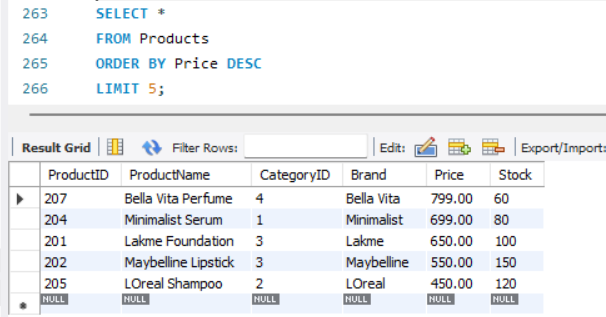 263 SELECT *
264 FROM Products
265 ORDER BY Price DESC
266 LIMIT 5;
Result Grid Filter Rows: Edit: Export/Import:
ProductID ProductName CategoryID Brand Price Stock
207 Bella Vita Perfume 4 Bella Vita 799.00 60
204 Minimalist Serum 1 Minimalist 699.00 80
201 Lakme Foundation 3 Lakme 650.00 100
202 Maybelline Lipstick 3 Maybelline 550.00 150
205 LOreal Shampoo 2 LOreal 450.00 120
NULL NULL NULL NULL NULL NULL